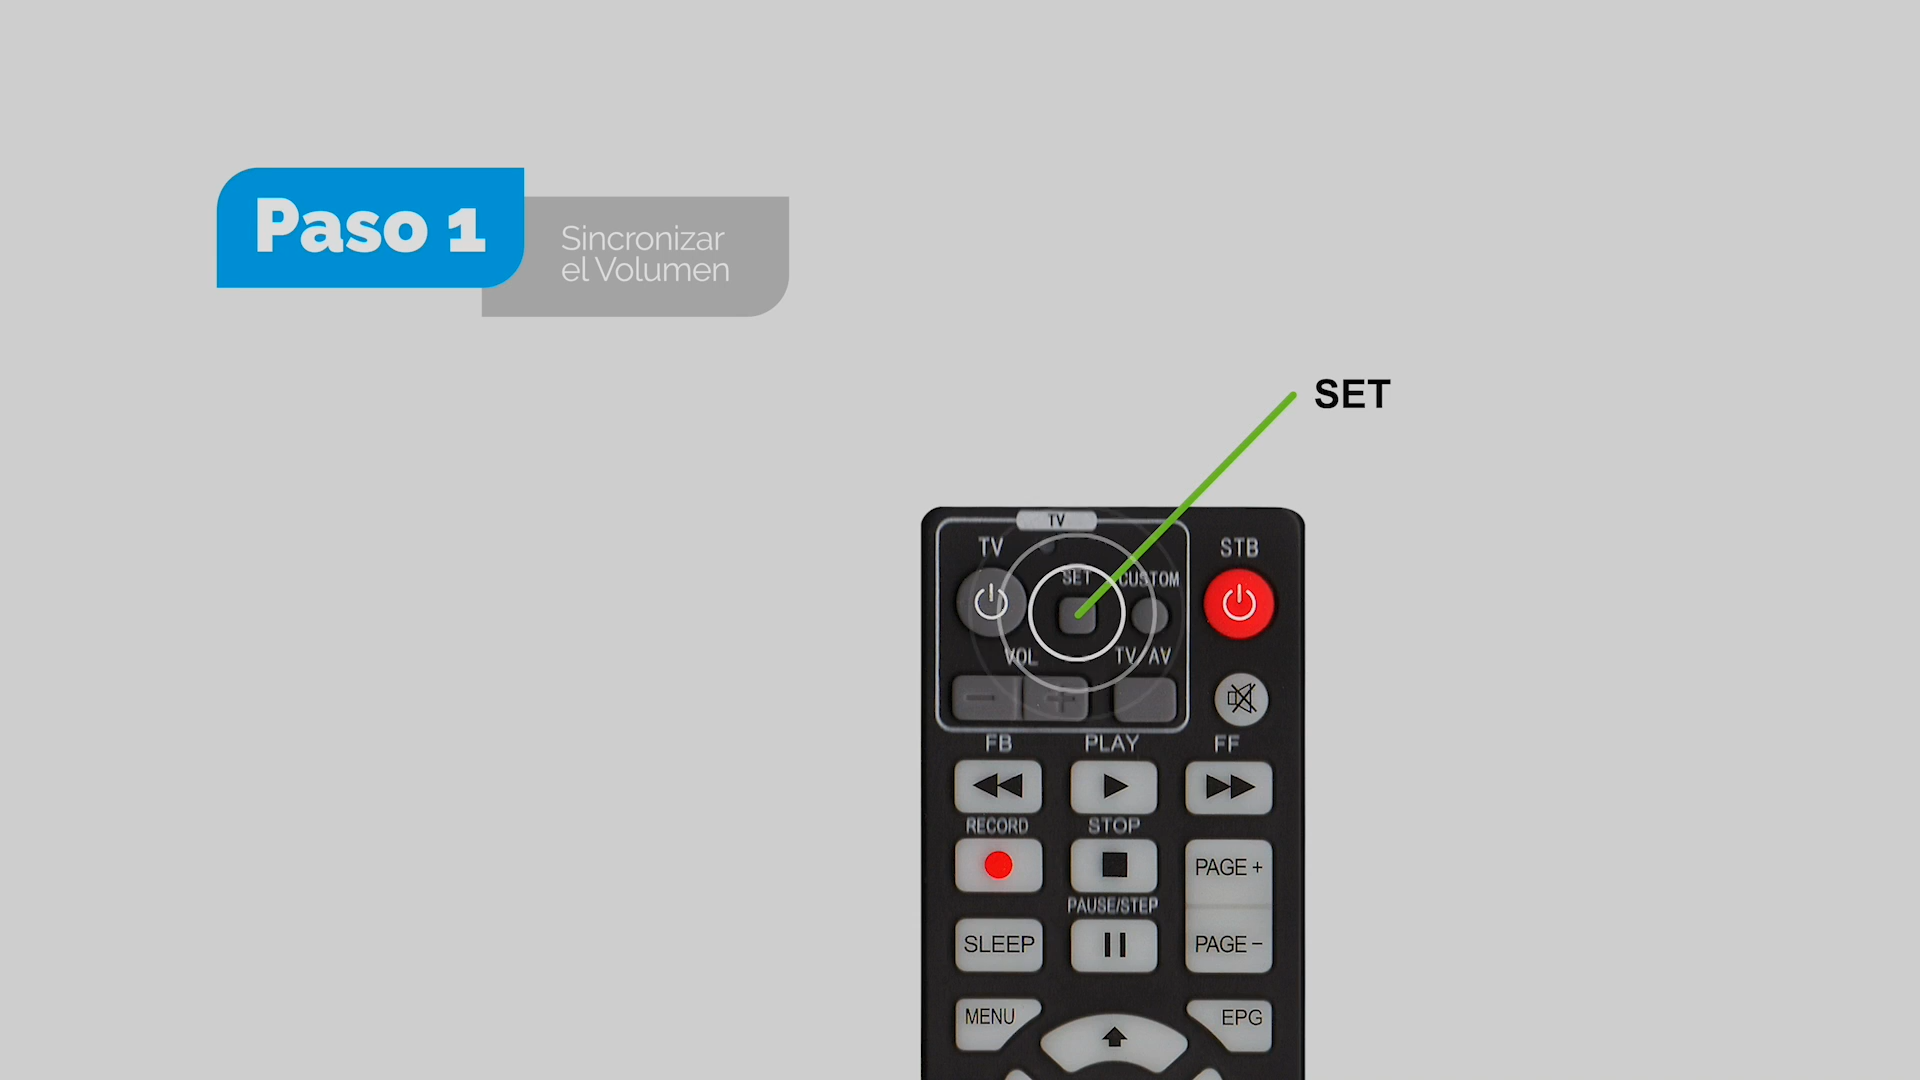 Paso 1
Sincronizar
el Volumen
SET
TV
TV
STB
SET
CUSTOM
VOL
TV/AV
FB
PLAY
FF
RECORD
STOP
PAGE +
PAUSE/STEP
SLEEP
PAGE −
MENU
EPG